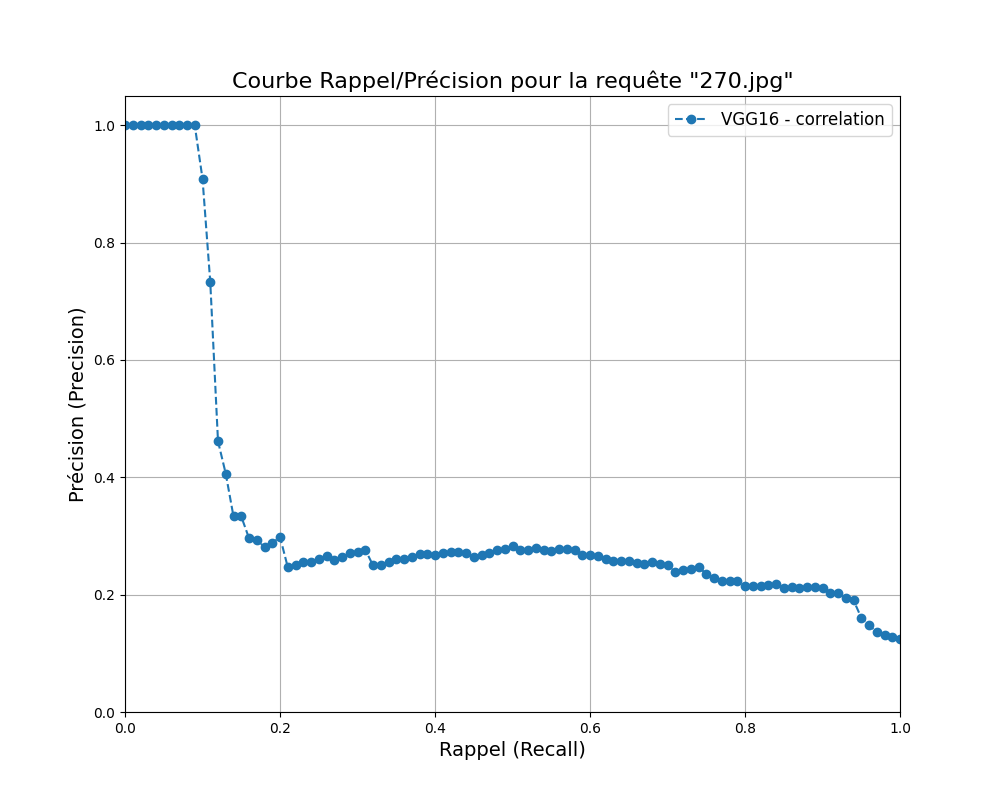 Courbe Rappel/Précision pour la requête "270.jpg"
VGG16 - correlation
1.0
0.8
0.6
0.4
0.2
0.0
Précision (Precision)
0.0 0.2 0.4 0.6 0.8 1.0
Rappel (Recall)